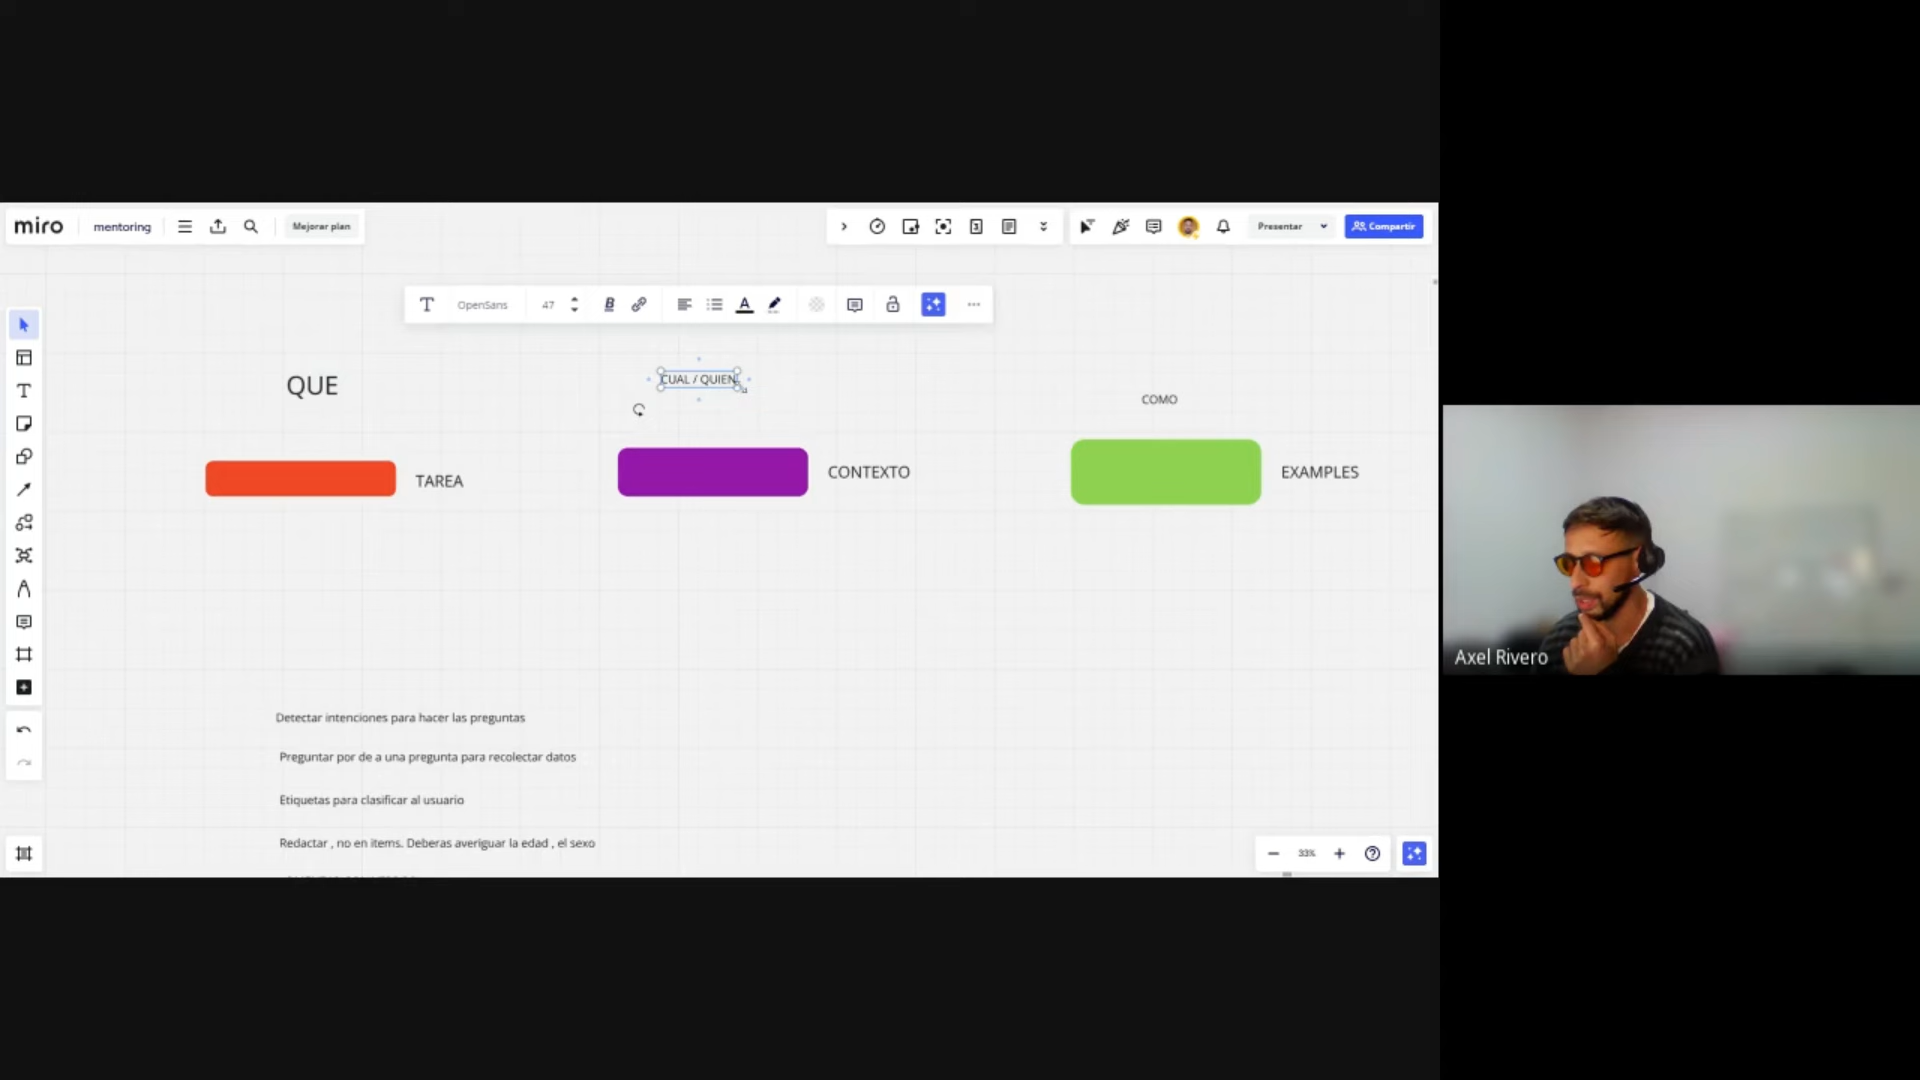 miro
mentoring
Mejorar plan
Presentar
Compartir
OpenSans
47
QUE
CUAL / QUIEN
COMO
TAREA
CONTEXTO
EXAMPLES
Detectar intenciones para hacer las preguntas
Preguntar por de a una pregunta para recolectar datos
Etiquetas para clasificar al usuario
Redactar , no en items. Deberas averiguar la edad , el sexo
33%
Axel Rivero